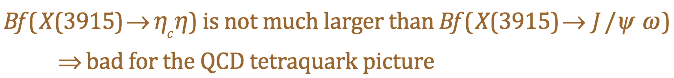 Bf(X(3915)→η_cη) is not much larger than Bf(X(3915)→J/ψ ω)
⇒bad for the QCD tetraquark picture